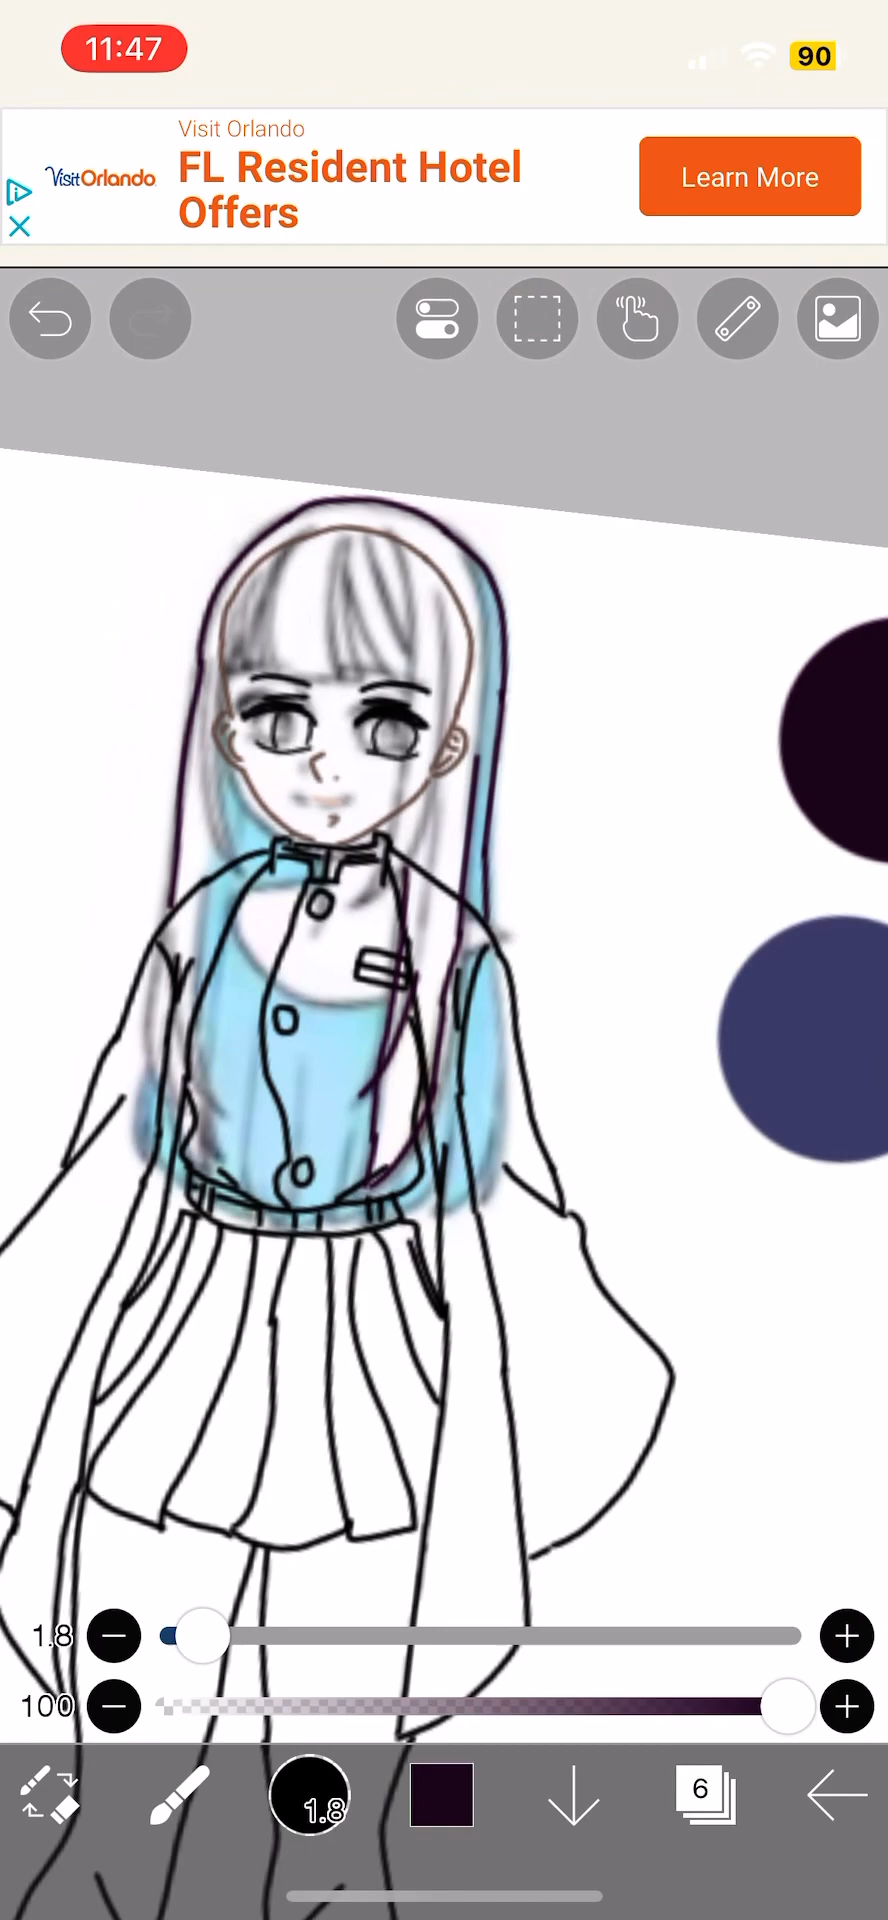 11:47
90
Visit Orlando
VisitOrlando
FL Resident Hotel
Offers
Learn More
1.8
100
1.8
6